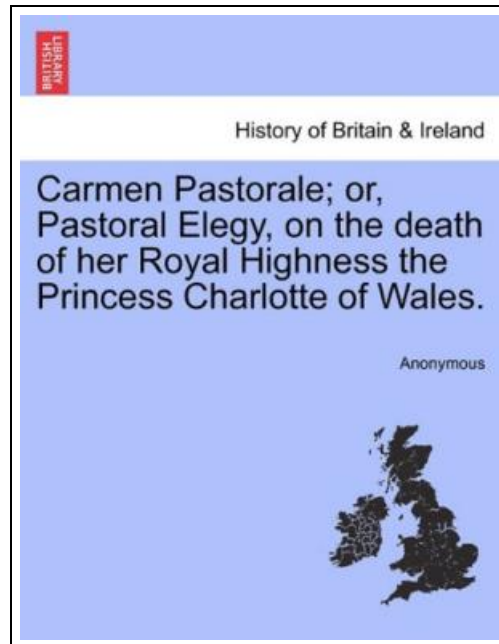 BRITISH
LIBRARY
History of Britain & Ireland
Carmen Pastorale; or,
Pastoral Elegy, on the death
of her Royal Highness the
Princess Charlotte of Wales.
Anonymous